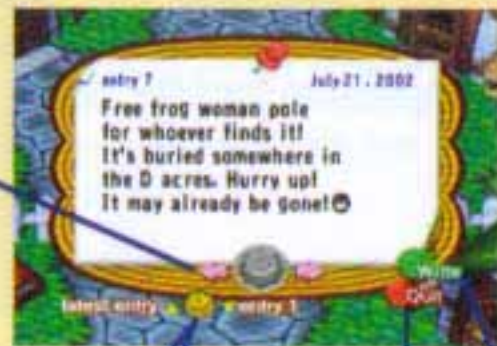 entry 7 July 21, 2002
Free frog woman pole
for whoever finds it!
It's buried somewhere in
the D acres. Hurry up!
It may already be gone!
Write
Quit
latest entry entry 1